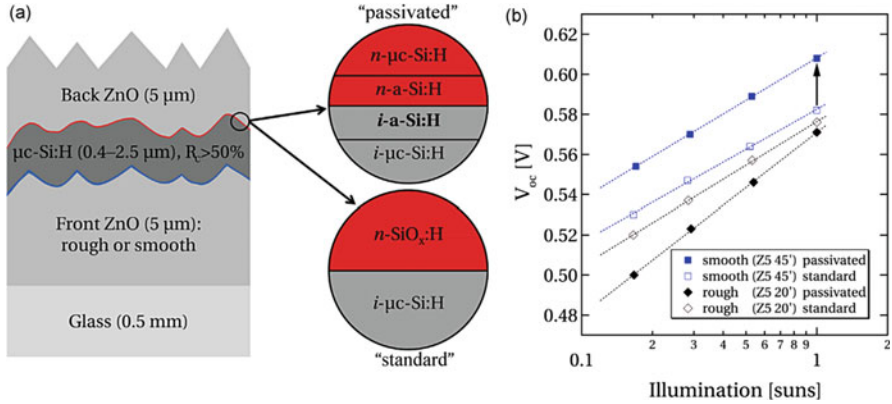 (a)
"passivated"
n-μc-Si:H
n-a-Si:H
i-a-Si:H
i-μc-Si:H
Back ZnO (5 μm)
μc-Si:H (0.4–2.5 μm), Rc>50%
Front ZnO (5 μm):
rough or smooth
Glass (0.5 mm)
n-SiOx:H
i-μc-Si:H
"standard"
(b)
Voc [V]
0.62
0.60
0.58
0.56
0.54
0.52
0.50
0.48
smooth (Z5 45') passivated
smooth (Z5 45') standard
rough (Z5 20') passivated
rough (Z5 20') standard
0.1 2 3 4 5 6 7 8 9 1 2
Illumination [suns]